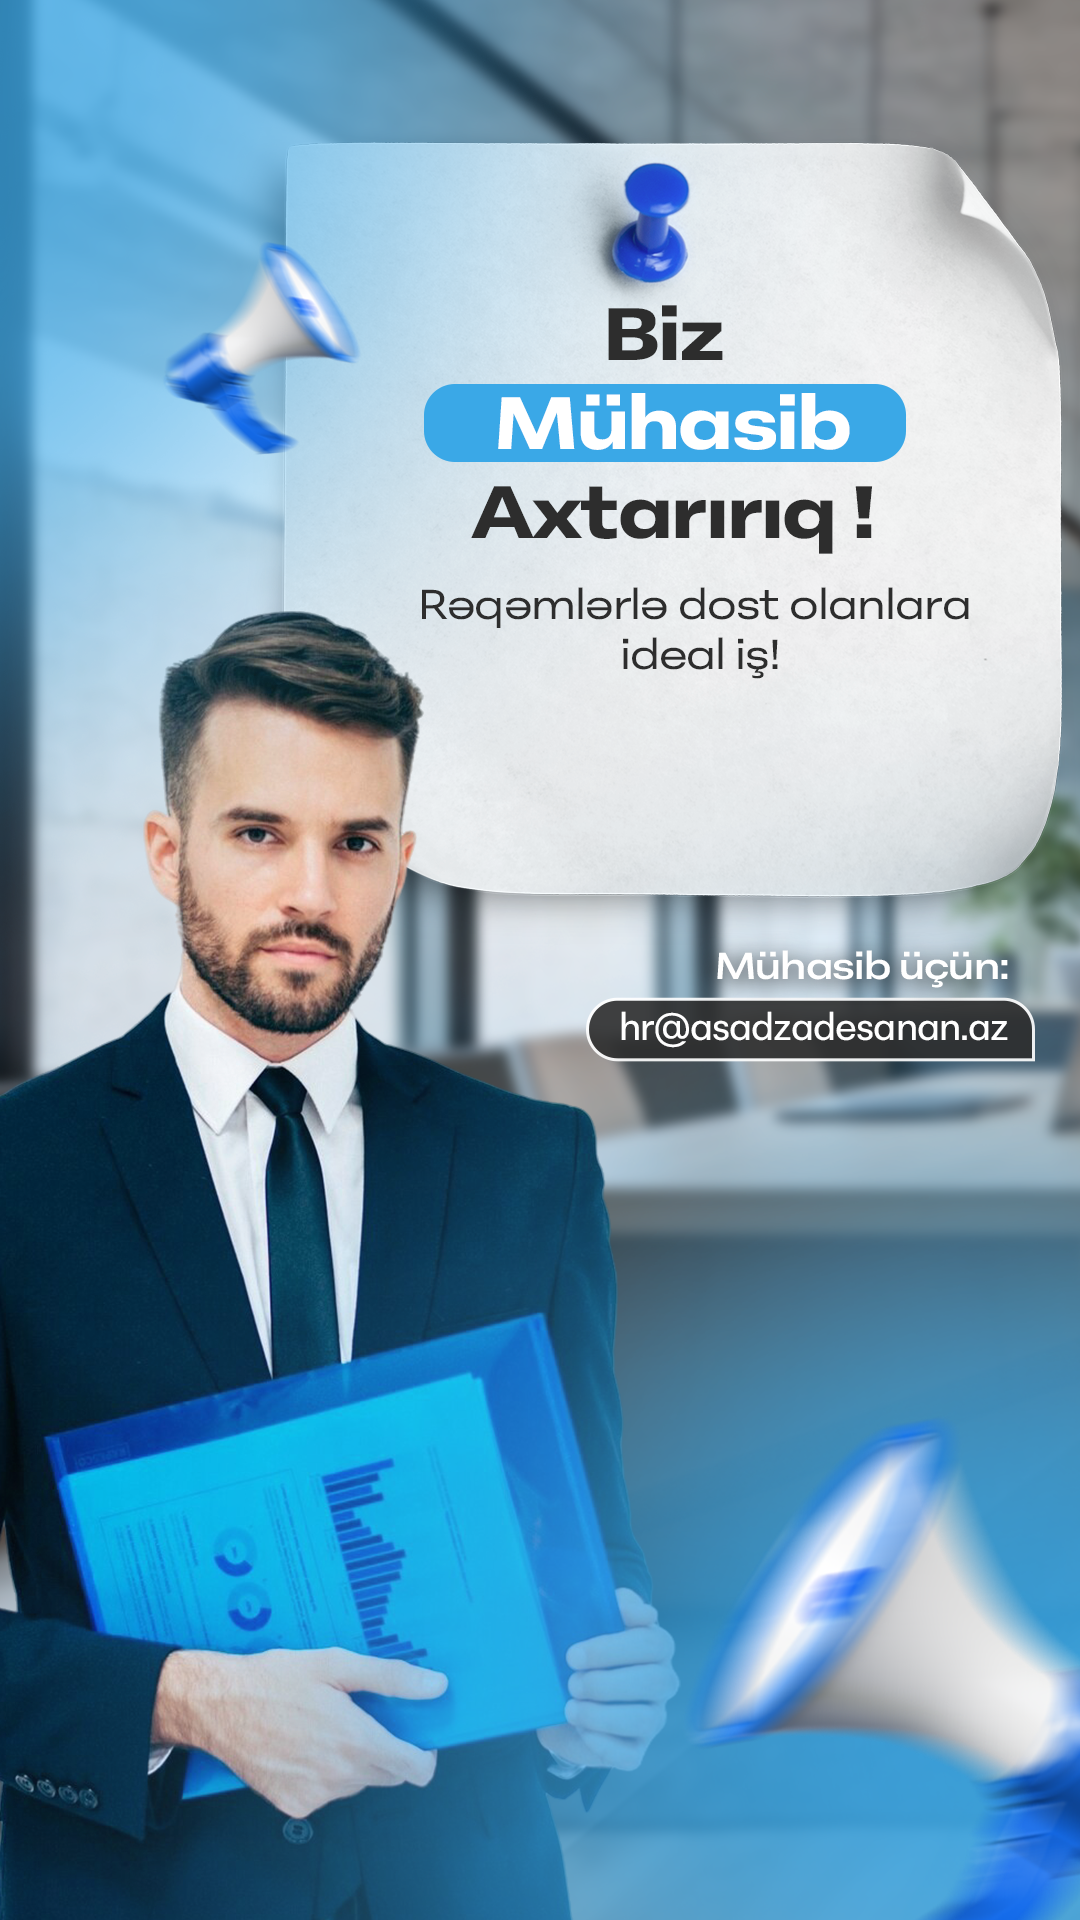 Biz
Mühasib
Axtarırıq !
Rəqəmlərlə dost olanlara
ideal iş!
Mühasib üçün:
hr@asadzadesanan.az